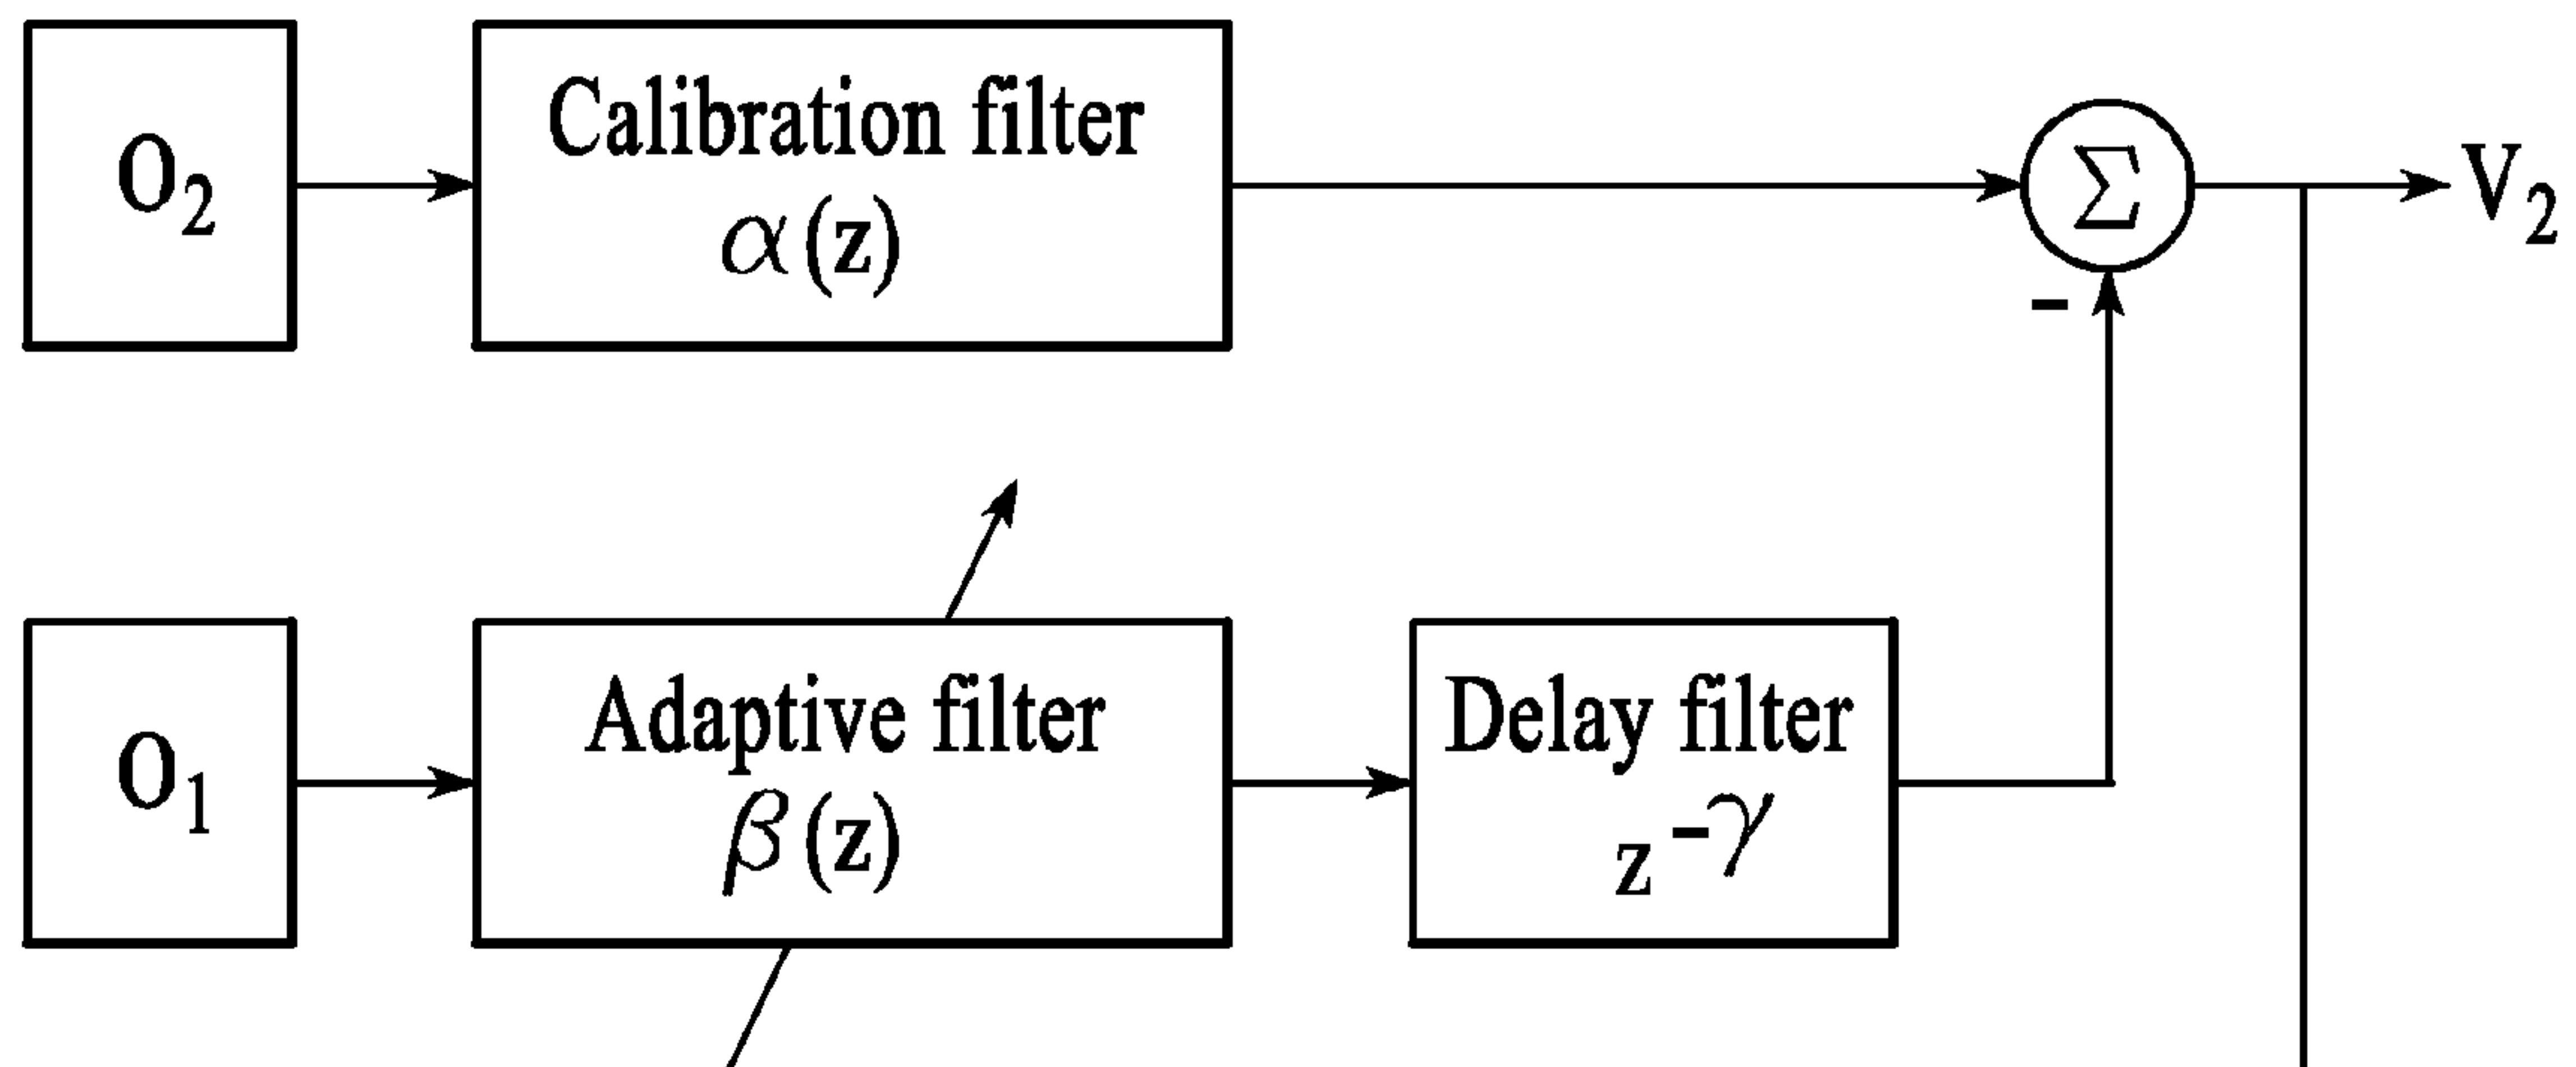 O2
Calibration filter
α(z)
Σ
V2
-
O1
Adaptive filter
β(z)
Delay filter
z-γ